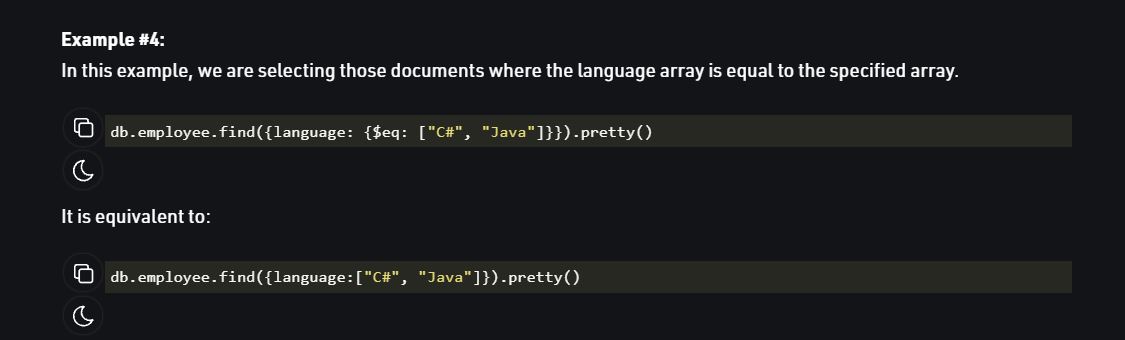 Example #4:
In this example, we are selecting those documents where the language array is equal to the specified array.
db.employee.find({language: {$eq: ["C#", "Java"]}}).pretty()
It is equivalent to:
db.employee.find({language:["C#", "Java"]}).pretty()